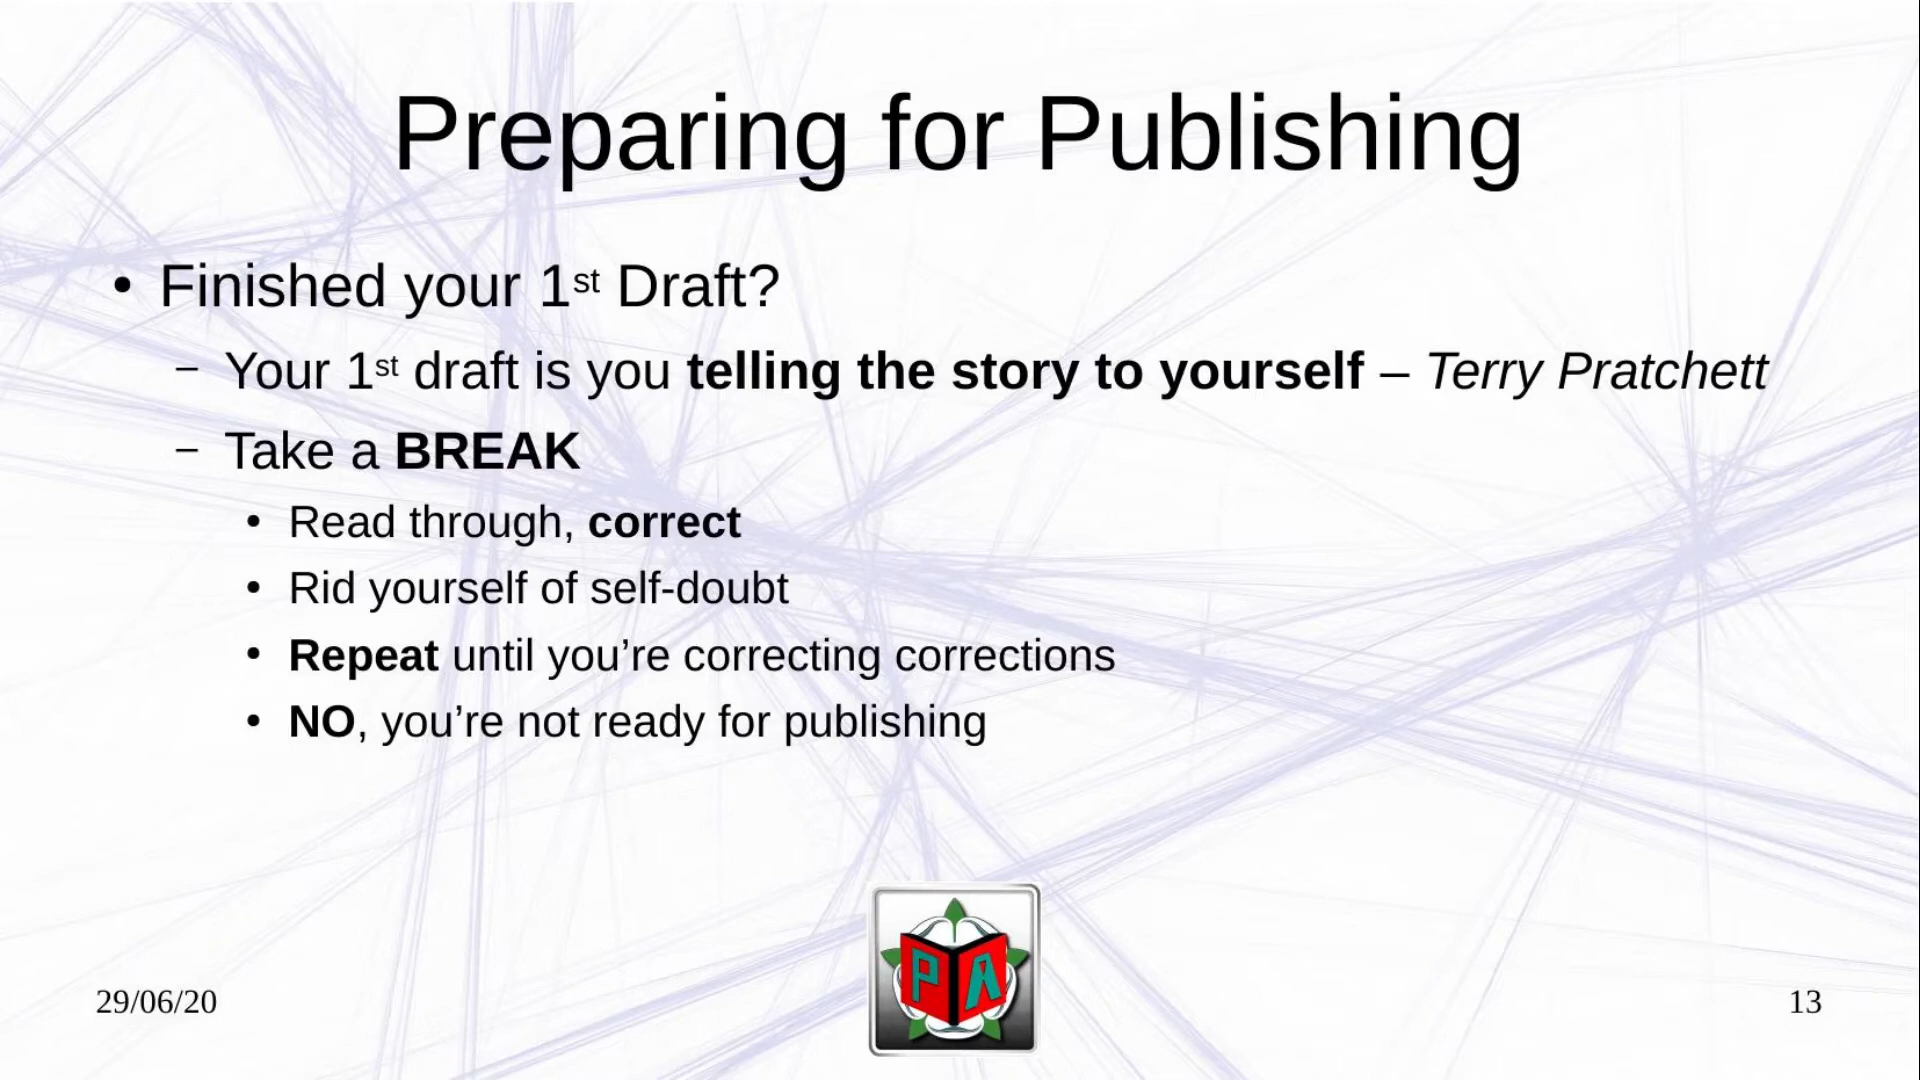 Preparing for Publishing
• Finished your 1st Draft?
– Your 1st draft is you telling the story to yourself – Terry Pratchett
– Take a BREAK
• Read through, correct
• Rid yourself of self-doubt
• Repeat until you’re correcting corrections
• NO, you’re not ready for publishing
P A
29/06/20
13